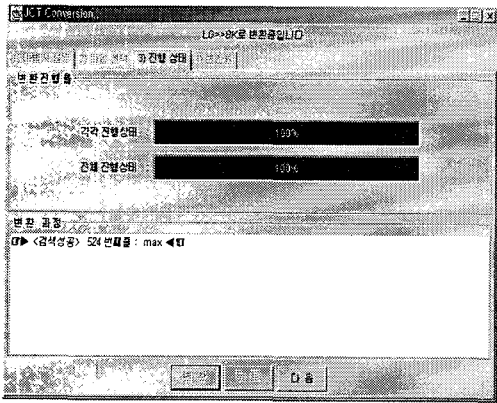 JCT Conversion..
LG>>8K로 변환중입니다
3) 진행 상태
변환 진행율
각각 진행상태 : 100%
전체 진행상태 : 100%
변환 과정
<검색성공> 524 번째줄 : max
다 음